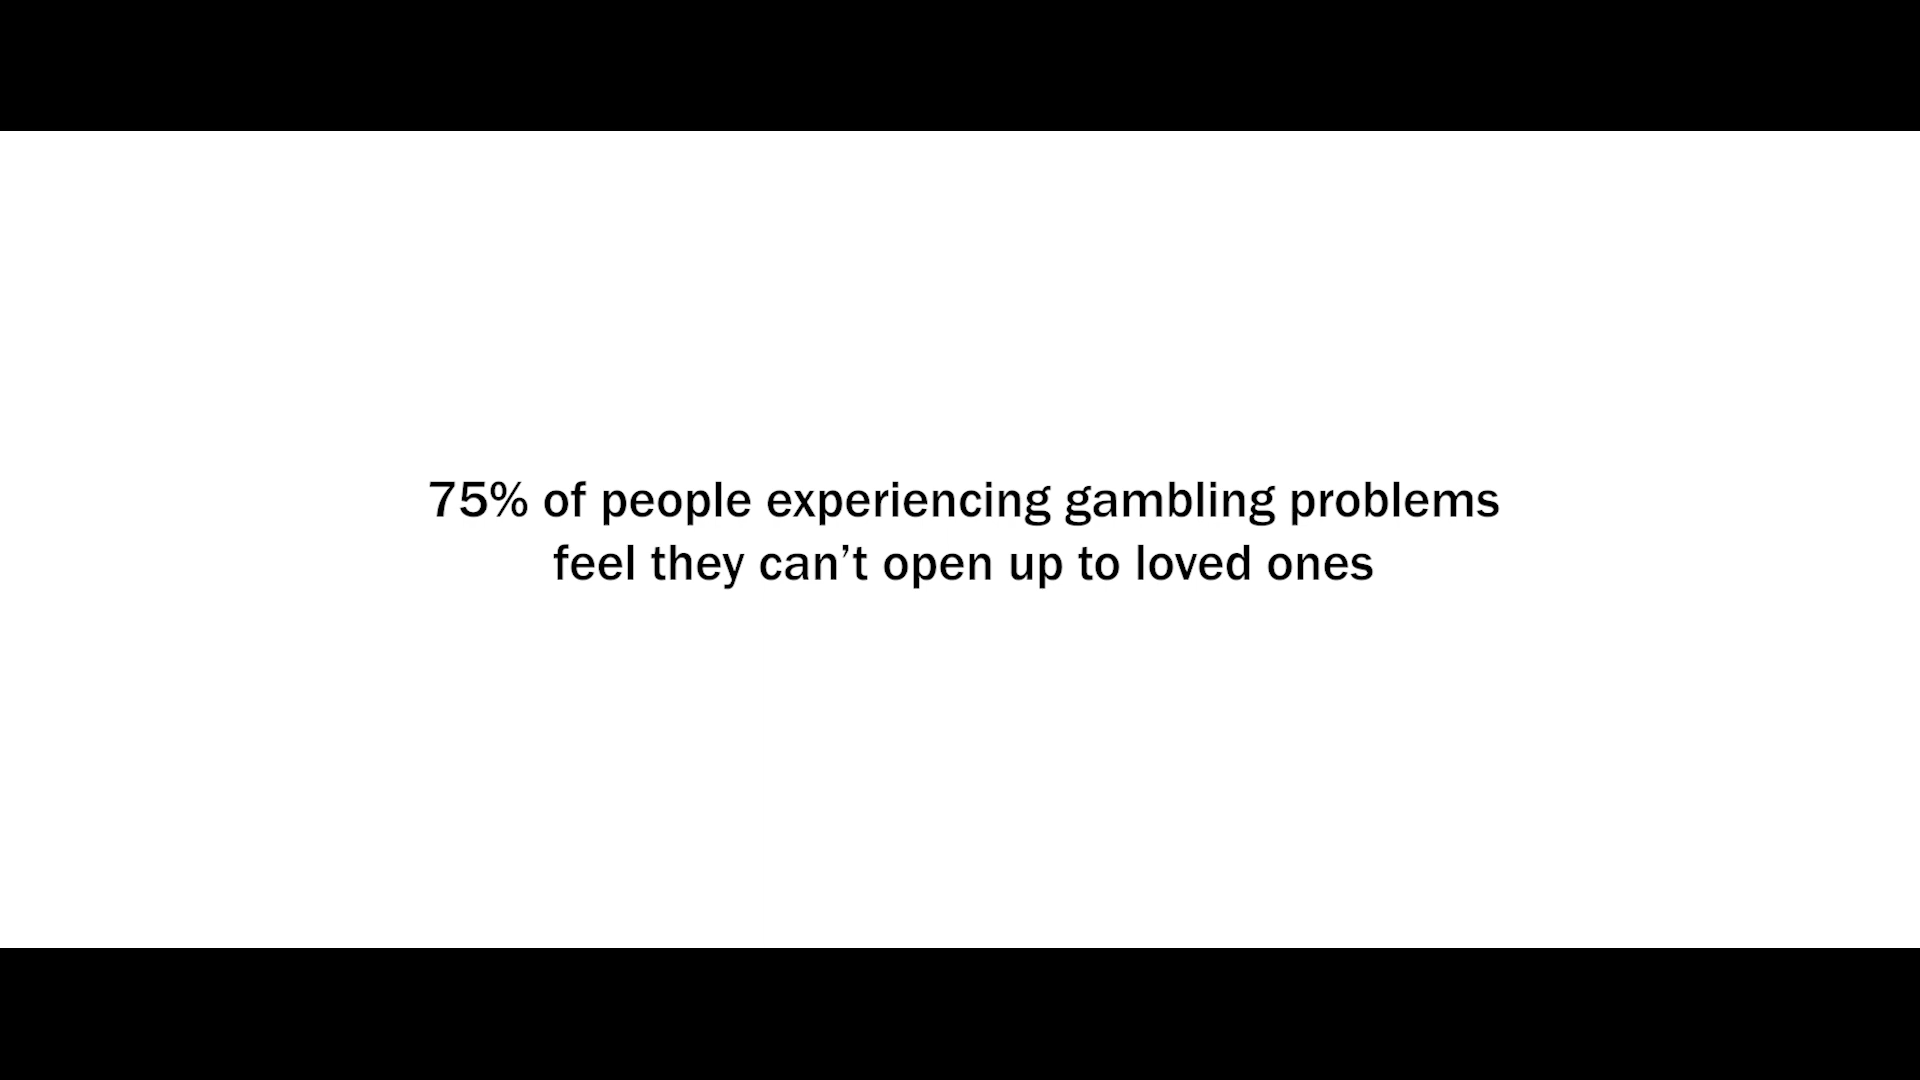 75% of people experiencing gambling problems
feel they can’t open up to loved ones